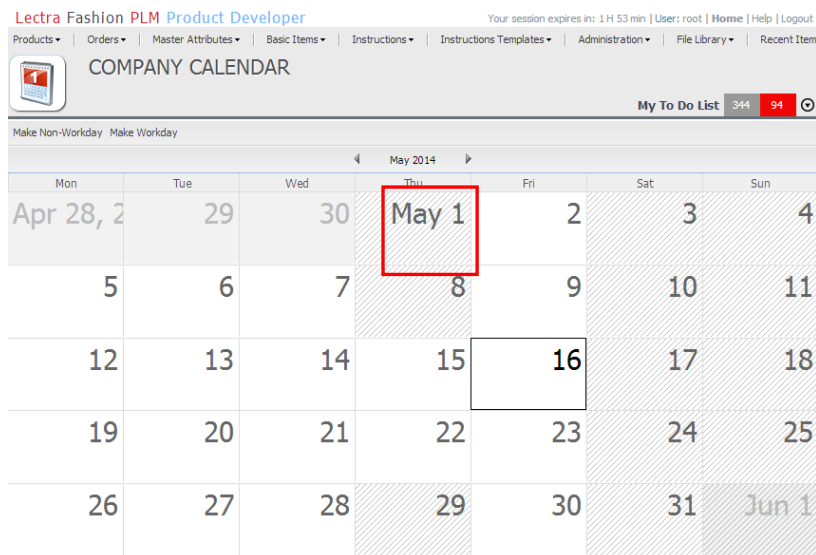 Lectra Fashion PLM Product Developer
Your session expires in: 1 H 53 min | User: root | Home | Help | Logout
Products Orders Master Attributes Basic Items Instructions Instructions Templates Administration File Library Recent Item
1
COMPANY CALENDAR
My To Do List 344 94
Make Non-Workday Make Workday
May 2014
Mon Tue Wed Thu Fri Sat Sun
Apr 28, 2 29 30 May 1 2 3 4
5 6 7 8 9 10 11
12 13 14 15 16 17 18
19 20 21 22 23 24 25
26 27 28 29 30 31 Jun 1